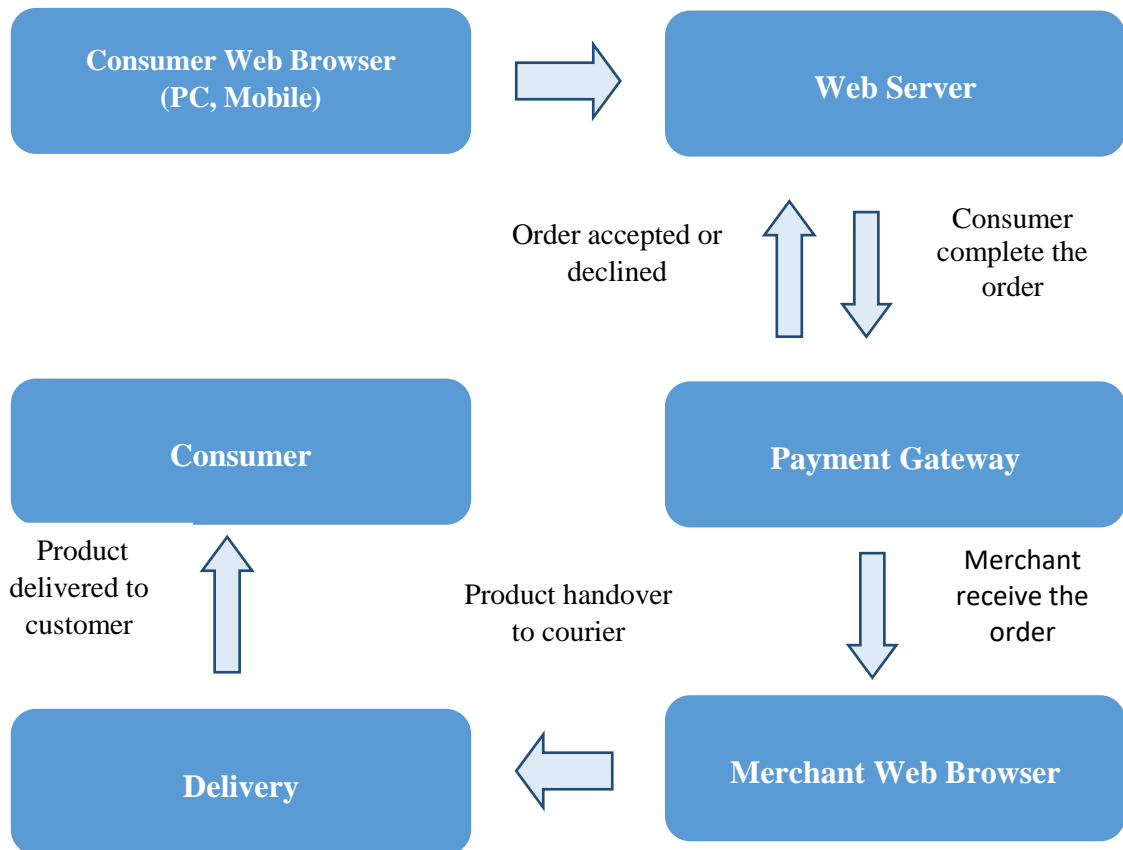 Consumer Web Browser
(PC, Mobile)
Web Server
Order accepted or
declined
Consumer
complete the
order
Consumer
Payment Gateway
Product
delivered to
customer
Product handover
to courier
Merchant
receive the
order
Delivery
Merchant Web Browser